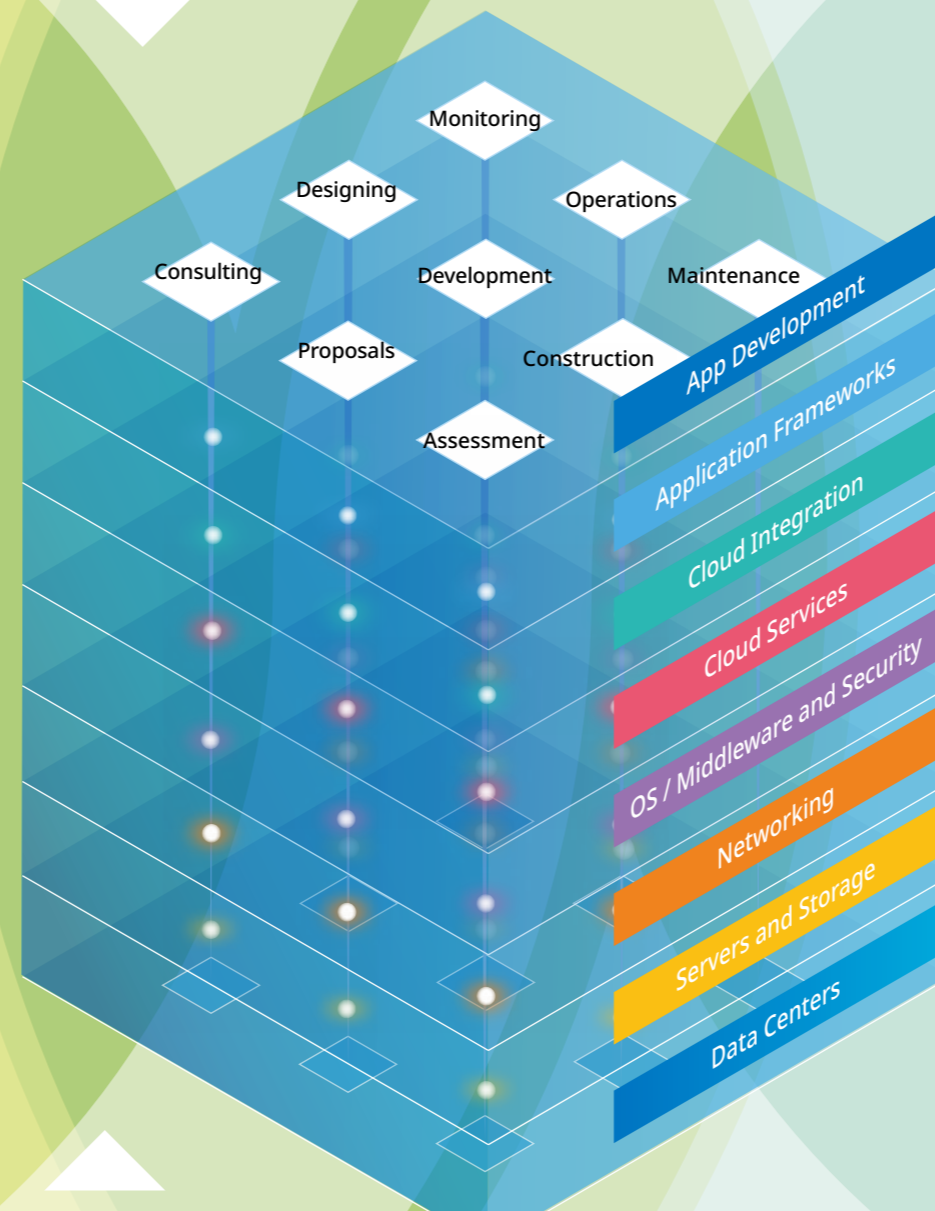 Monitoring
Designing
Operations
Consulting
Development
Maintenance
Proposals
Construction
Assessment
App Development
Application Frameworks
Cloud Integration
Cloud Services
OS / Middleware and Security
Networking
Servers and Storage
Data Centers